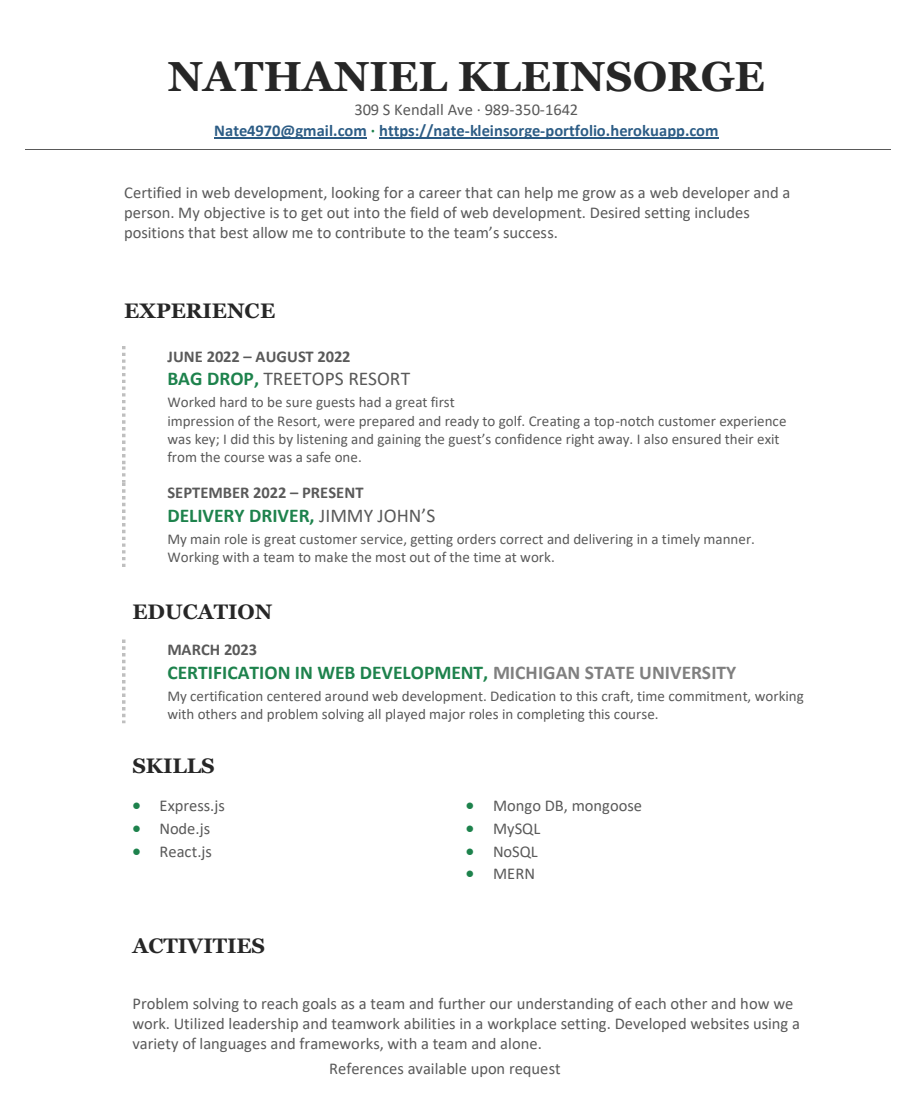 NATHANIEL KLEINSORGE
309 S Kendall Ave · 989-350-1642
Nate4970@gmail.com · https://nate-kleinsorge-portfolio.herokuapp.com
Certified in web development, looking for a career that can help me grow as a web developer and a
person. My objective is to get out into the field of web development. Desired setting includes
positions that best allow me to contribute to the team’s success.
EXPERIENCE
JUNE 2022 – AUGUST 2022
BAG DROP, TREETOPS RESORT
Worked hard to be sure guests had a great first
impression of the Resort, were prepared and ready to golf. Creating a top-notch customer experience
was key; I did this by listening and gaining the guest’s confidence right away. I also ensured their exit
from the course was a safe one.
SEPTEMBER 2022 – PRESENT
DELIVERY DRIVER, JIMMY JOHN’S
My main role is great customer service, getting orders correct and delivering in a timely manner.
Working with a team to make the most out of the time at work.
EDUCATION
MARCH 2023
CERTIFICATION IN WEB DEVELOPMENT, MICHIGAN STATE UNIVERSITY
My certification centered around web development. Dedication to this craft, time commitment, working
with others and problem solving all played major roles in completing this course.
SKILLS
• Express.js
• Node.js
• React.js
• Mongo DB, mongoose
• MySQL
• NoSQL
• MERN
ACTIVITIES
Problem solving to reach goals as a team and further our understanding of each other and how we
work. Utilized leadership and teamwork abilities in a workplace setting. Developed websites using a
variety of languages and frameworks, with a team and alone.
References available upon request